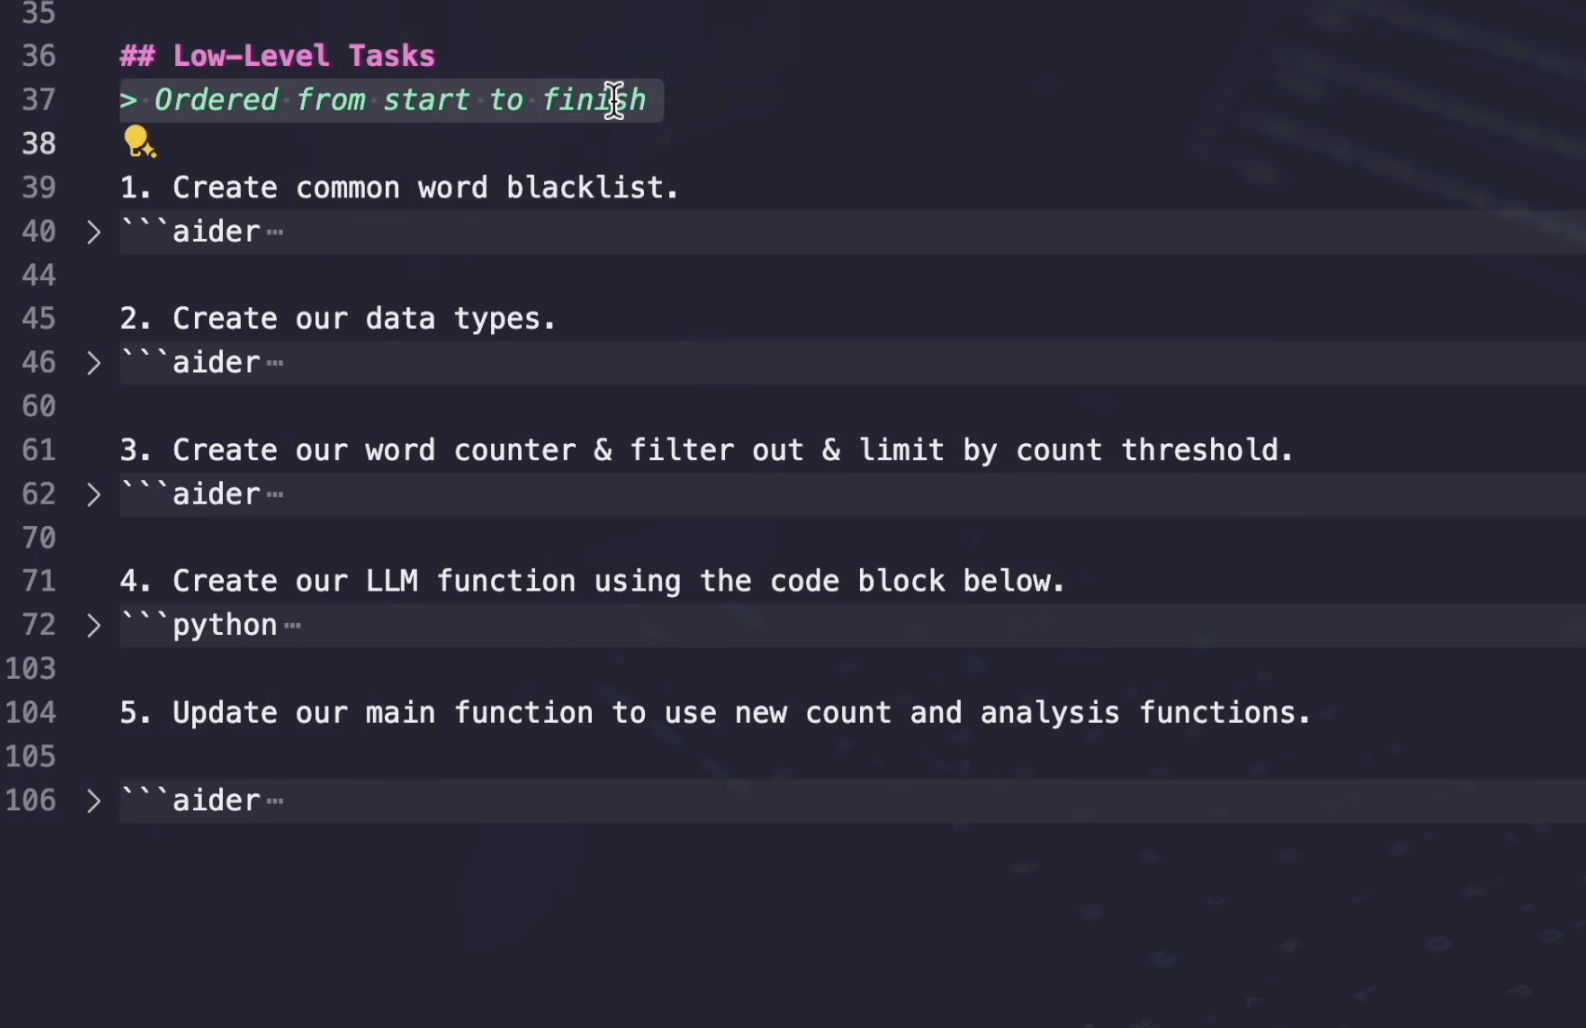 35
36 ## Low-Level Tasks
37 > Ordered from start to finish
38
39 1. Create common word blacklist.
40 > ```aider ⋯
44
45 2. Create our data types.
46 > ```aider ⋯
60
61 3. Create our word counter & filter out & limit by count threshold.
62 > ```aider ⋯
70
71 4. Create our LLM function using the code block below.
72 > ```python ⋯
103
104 5. Update our main function to use new count and analysis functions.
105
106 > ```aider ⋯